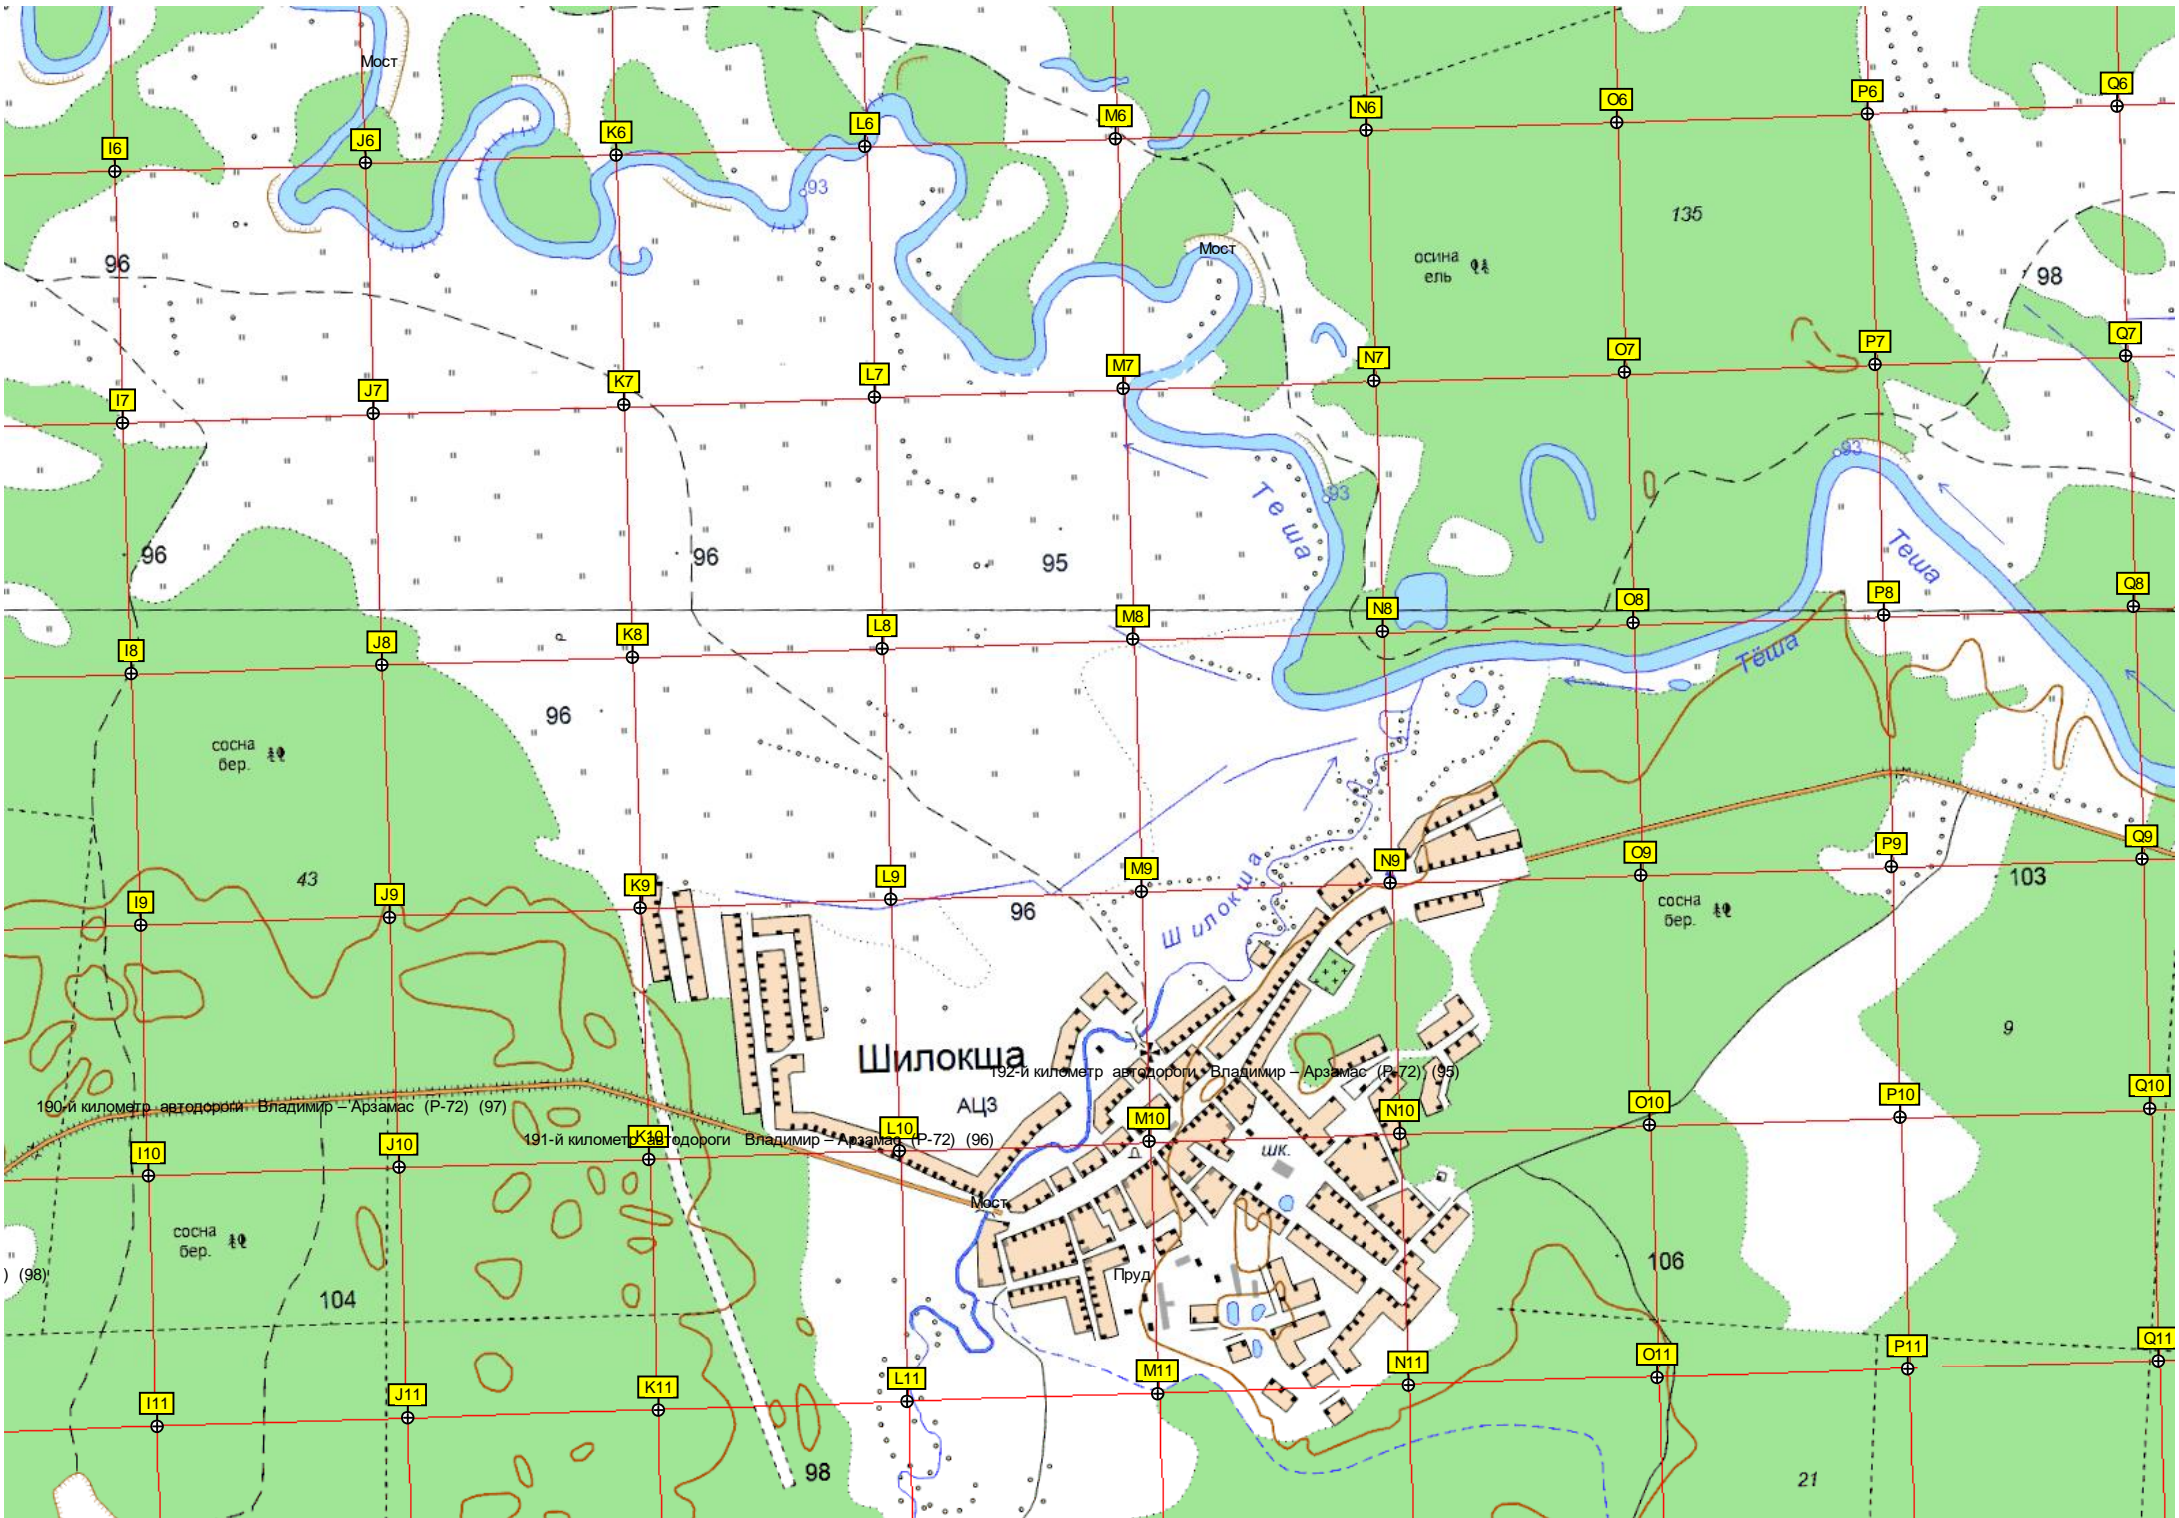 Мост
I6 J6 K6 L6 M6 N6 O6 P6 Q6
93
135
96
Мост
осина
ель
98
I7 J7 K7 L7 M7 N7 O7 P7 Q7
93
93
Теша
Теша
96
96
95
I8 J8 K8 L8 M8 N8 O8 P8 Q8
Тёша
96
сосна
бер.
43
I9 J9 K9 L9 M9 N9 O9 P9 Q9
96
Шилокша
103
сосна
бер.
9
Шилокша
192-й километр автодороги Владимир – Арзамас (Р-72) (95)
АЦЗ
190-й километр автодороги Владимир – Арзамас (Р-72) (97)
191-й километр автодороги Владимир – Арзамас (Р-72) (96)
I10 J10 K10 L10 M10 N10 O10 P10 Q10
шк.
Мост
сосна
бер.
106
) (98)
Пруд
104
I11 J11 K11 L11 M11 N11 O11 P11 Q11
98
21